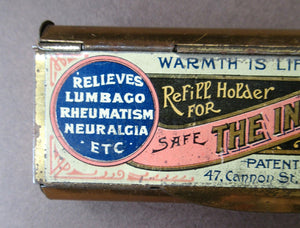 WARMTH IS LIF
RELIEVES
LUMBAGO
RHEUMATISM
NEURALGIA
ETC
Refill Holder
FOR
SAFE THE IN
PATENT
47, Cannon St.